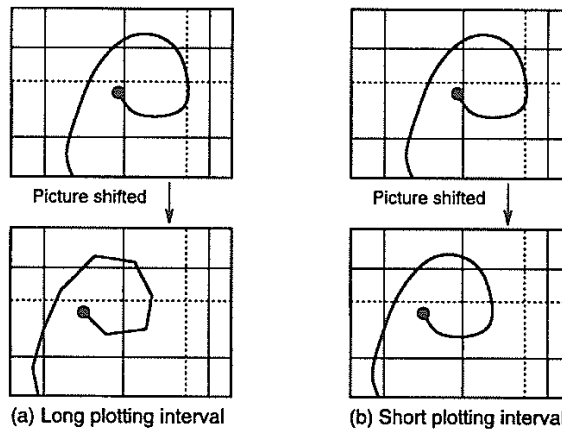 Picture shifted
Picture shifted
(a) Long plotting interval
(b) Short plotting interval